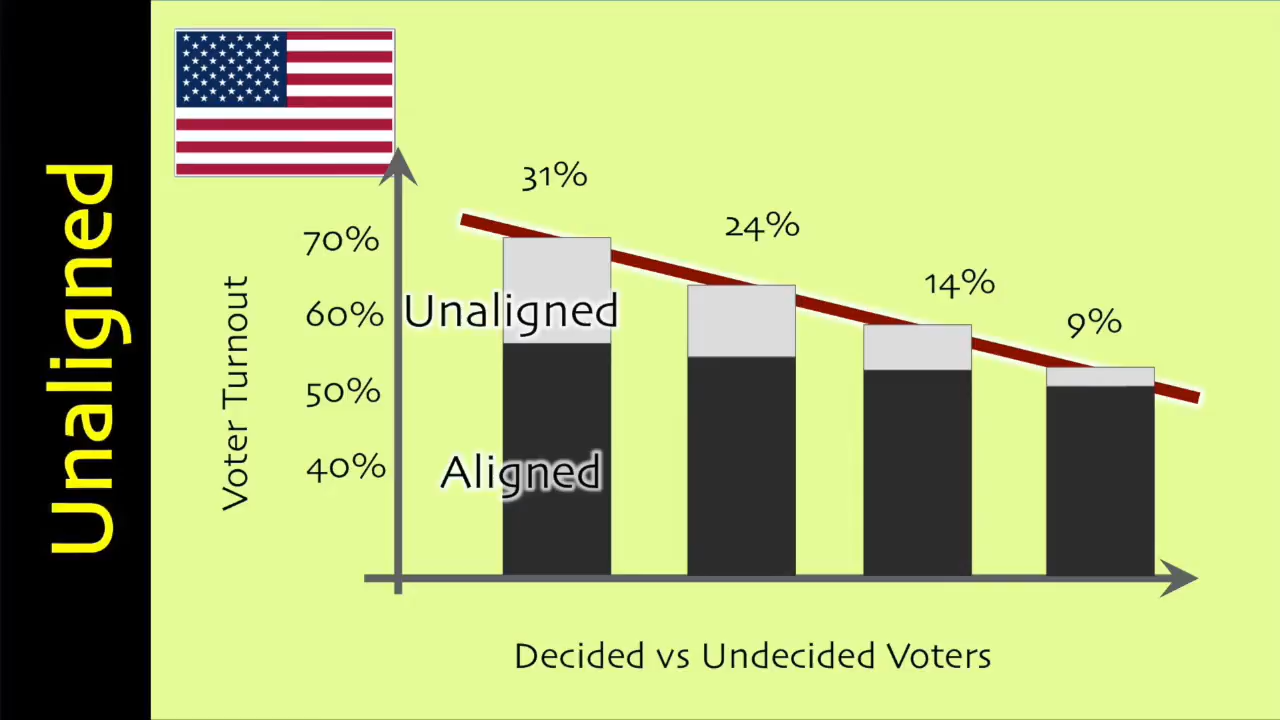 Unaligned
Voter Turnout
70%
60%
50%
40%
31%
24%
14%
9%
Unaligned
Aligned
Decided vs Undecided Voters